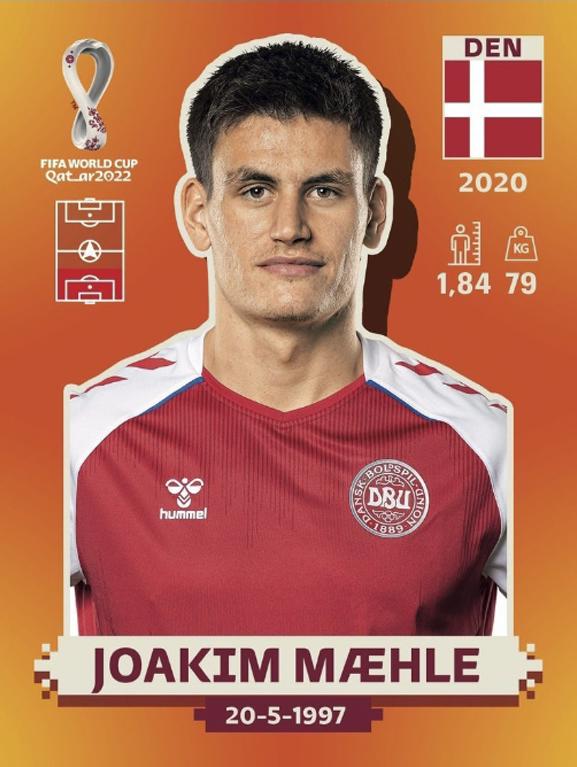 FIFA WORLD CUP
Qatar2022
DEN
2020
KG
1,84 79
hummel
DANSK BOLDSPIL-UNION
DBU
1889
JOAKIM MÆHLE
20-5-1997